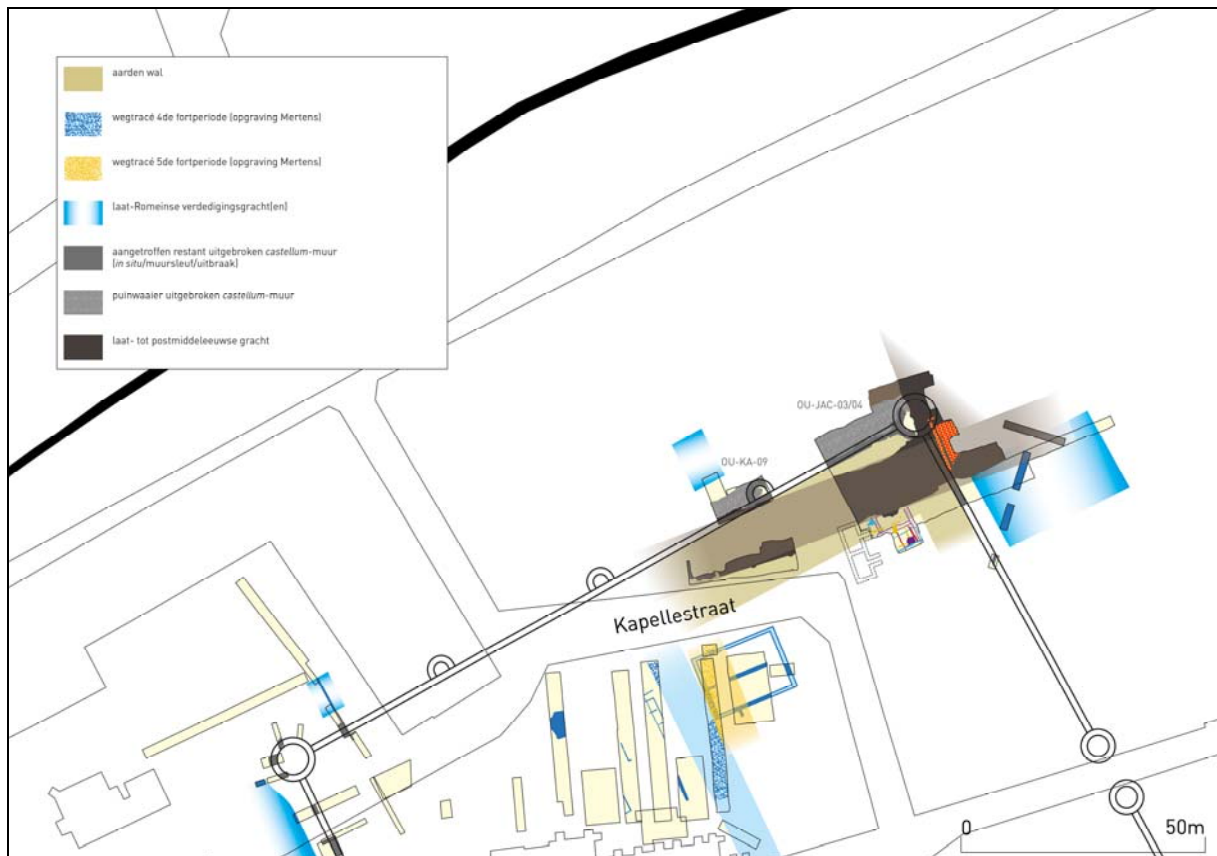 aarden wal
wegtracé 4de fortperiode (opgraving Mertens)
wegtracé 5de fortperiode (opgraving Mertens)
laat-Romeinse verdedigingsgracht(en)
aangetroffen restant uitgebroken castellum-muur
(in situ/muursleuf/uitbraak)
puinwaaier uitgebroken castellum-muur
laat- tot postmiddeleeuwse gracht
OU-JAC-03/04
OU-KA-09
Kapellestraat
0 50m